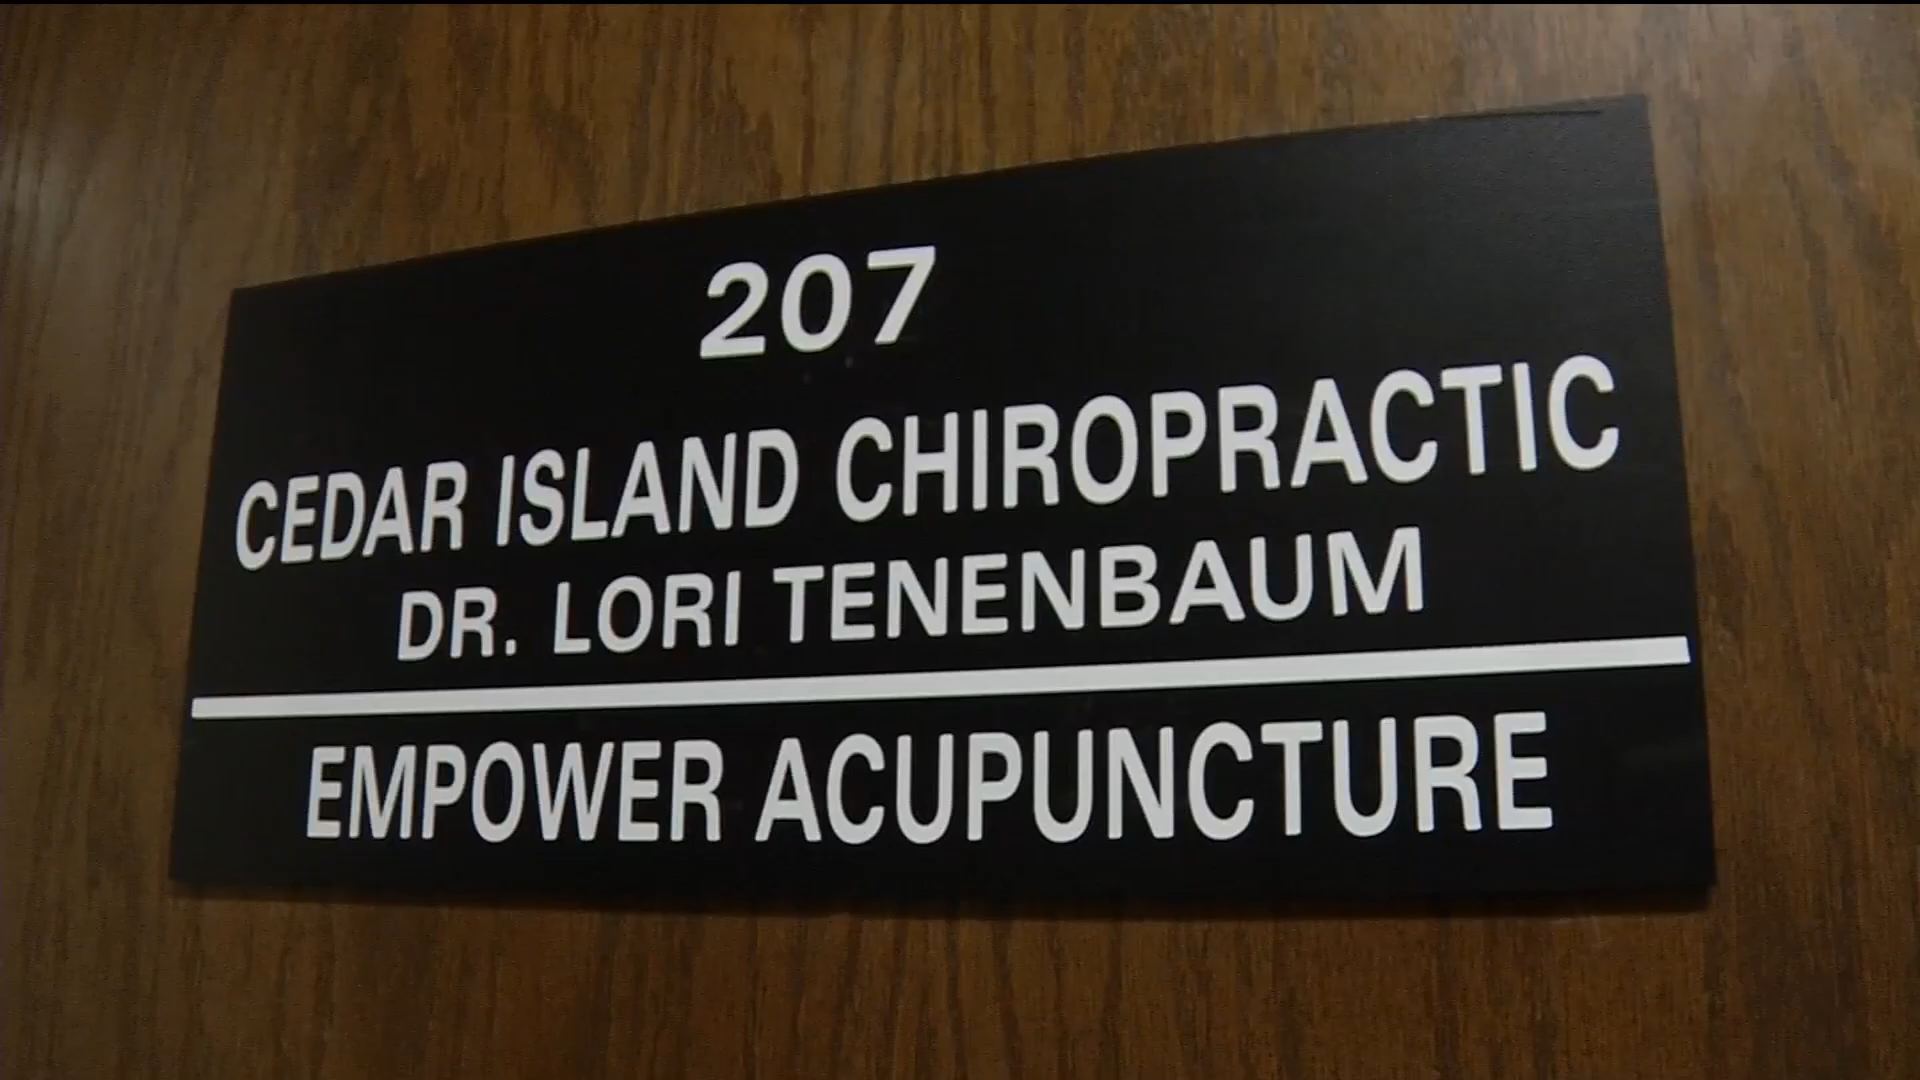 207
CEDAR ISLAND CHIROPRACTIC
DR. LORI TENENBAUM
EMPOWER ACUPUNCTURE